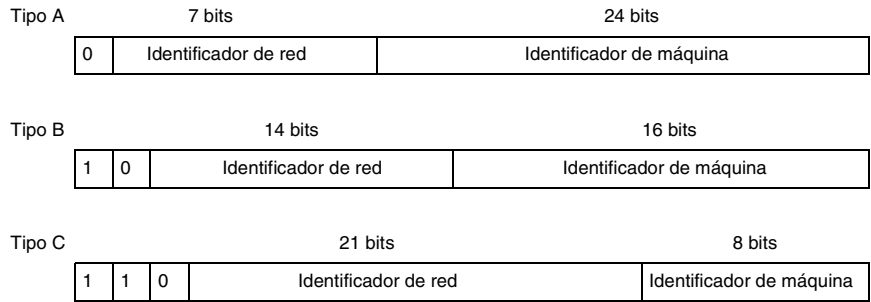 Tipo A 7 bits 24 bits
0 Identificador de red Identificador de máquina
Tipo B 14 bits 16 bits
1 0 Identificador de red Identificador de máquina
Tipo C 21 bits 8 bits
1 1 0 Identificador de red Identificador de máquina